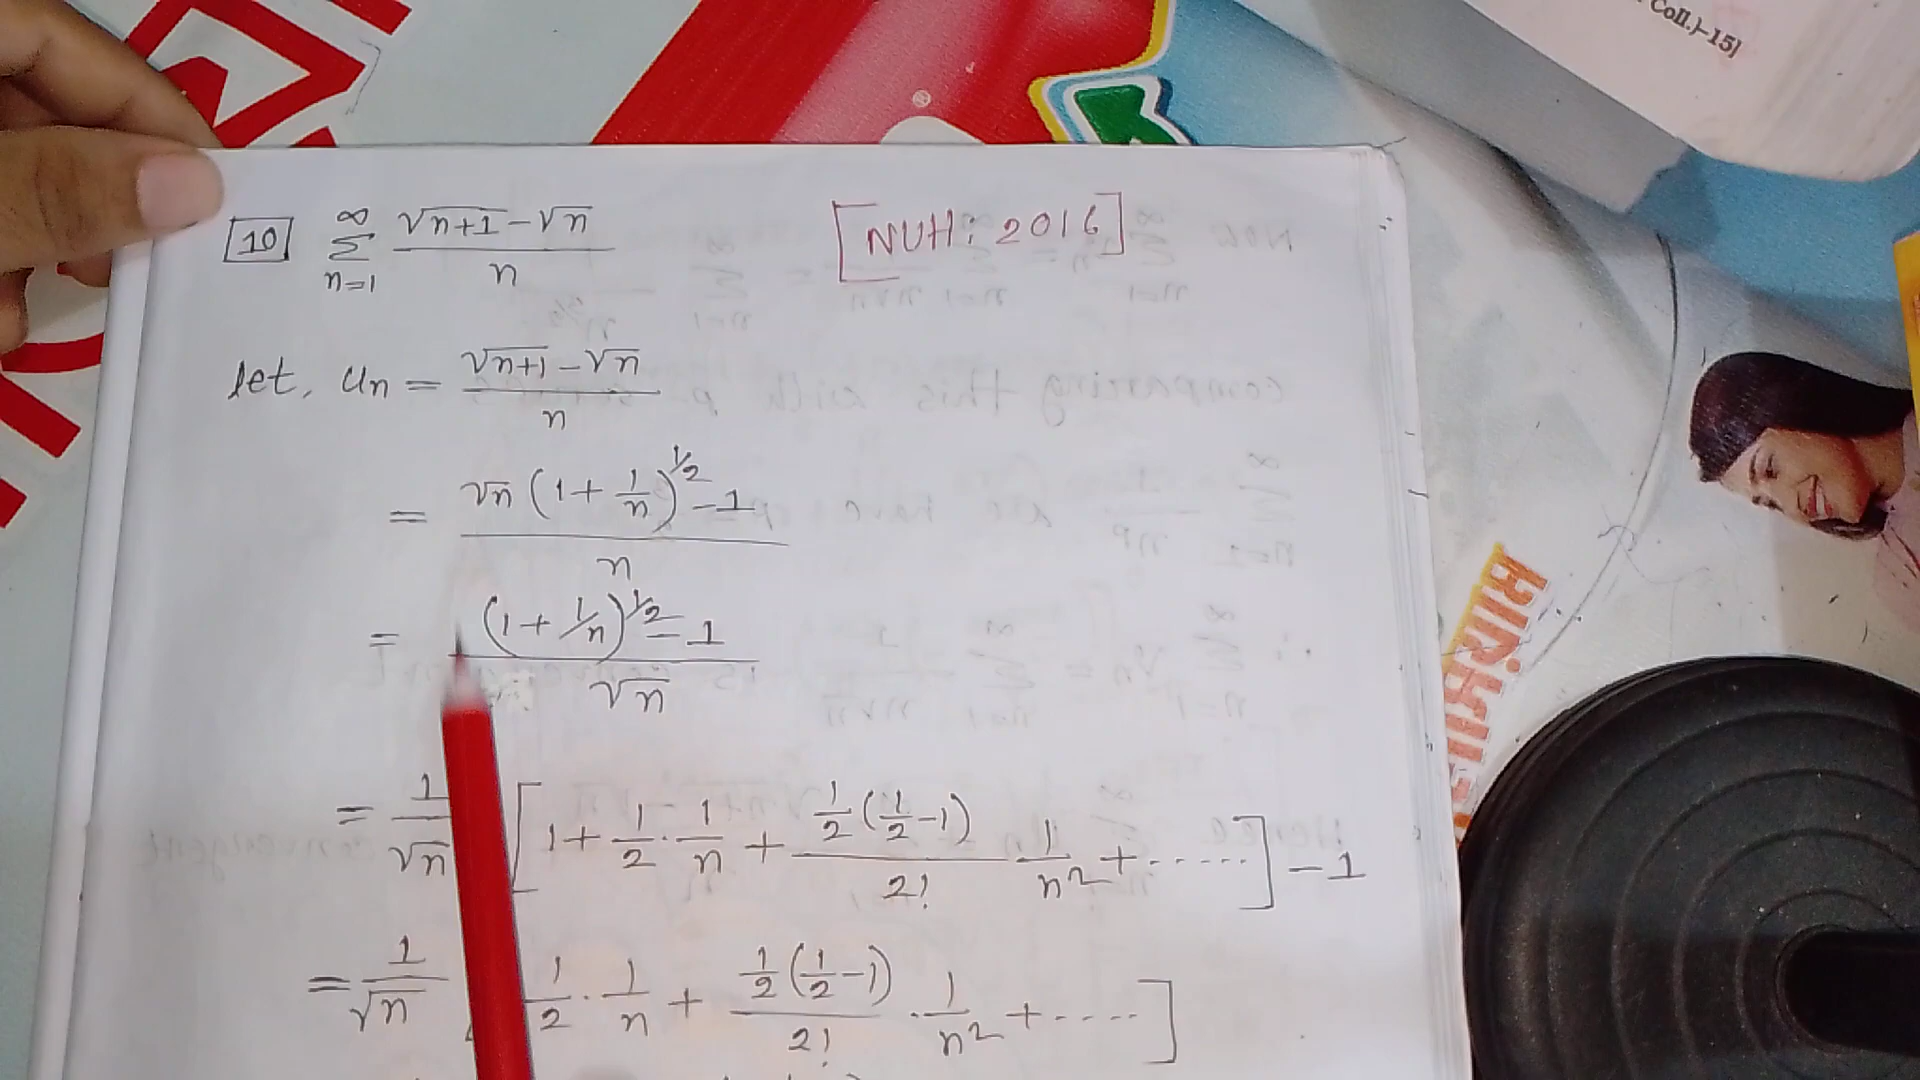 Coll.)-15]
[10] ∞ Σ n=1 (√n+1 - √n)/n [NUH: 2016]
let, Un = (√n+1 - √n)/n
= (√n (1 + 1/n)^1/2 - 1)/n
= ((1 + 1/n)^1/2 - 1)/√n
= 1/√n [1 + 1/2 · 1/n + (1/2 (1/2 - 1))/2! · 1/n² + ......] - 1
= 1/√n [1/2 · 1/n + (1/2 (1/2 - 1))/2! · 1/n² + .....]